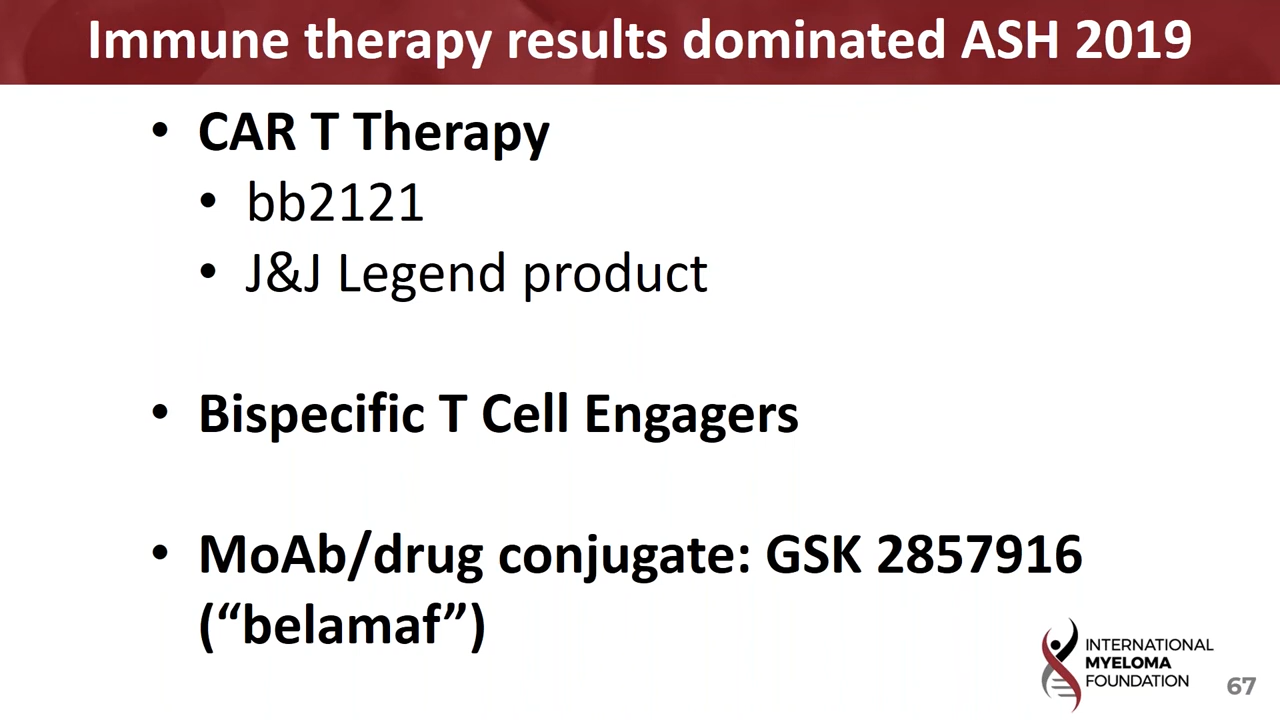 Immune therapy results dominated ASH 2019
• CAR T Therapy
• bb2121
• J&J Legend product
• Bispecific T Cell Engagers
• MoAb/drug conjugate: GSK 2857916
(“belamaf”)
INTERNATIONAL
MYELOMA
FOUNDATION
67